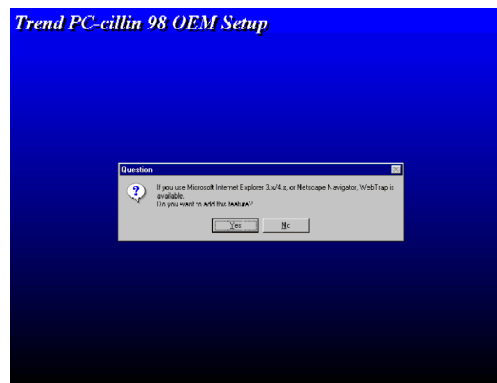 Trend PC-cillin 98 OEM Setup
Question
If you use Microsoft Internet Explorer 3.x/4.x, or Netscape Navigator, WebTrap is
available.
Do you want to add this feature?
Yes
No